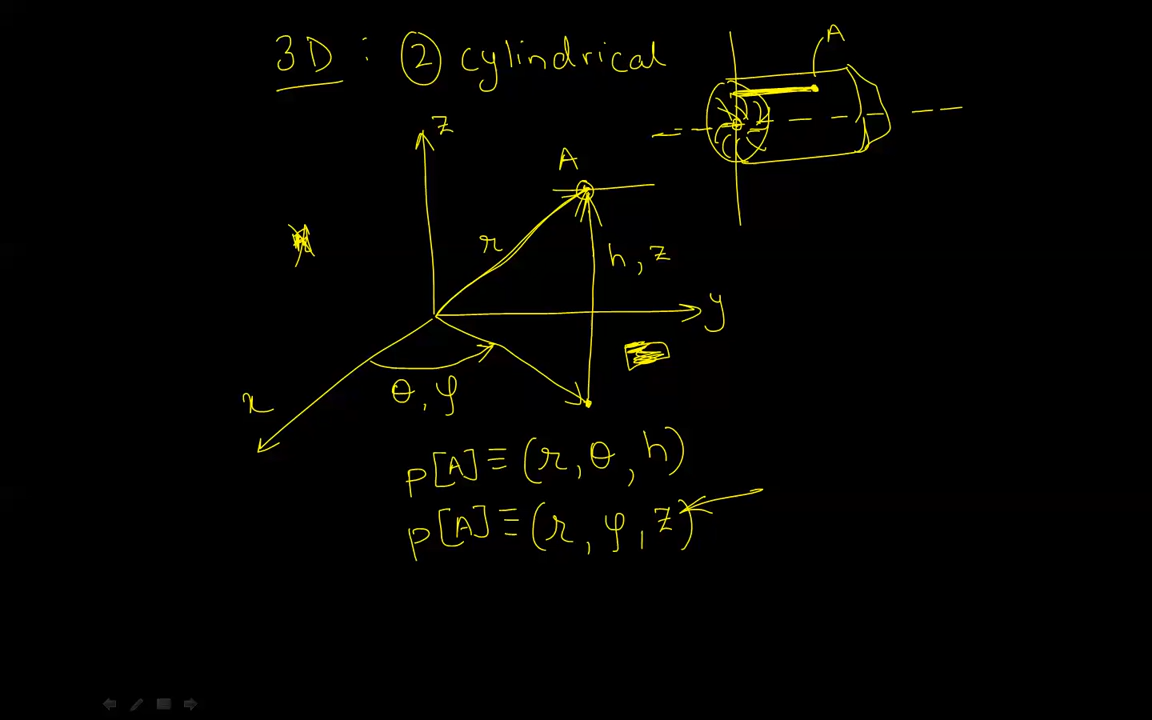 3D : ② cylindrical
A
z
A
r
h, z
y
θ, φ
x
P[A] ≡ (r, θ, h)
P[A] ≡ (r, φ, z)